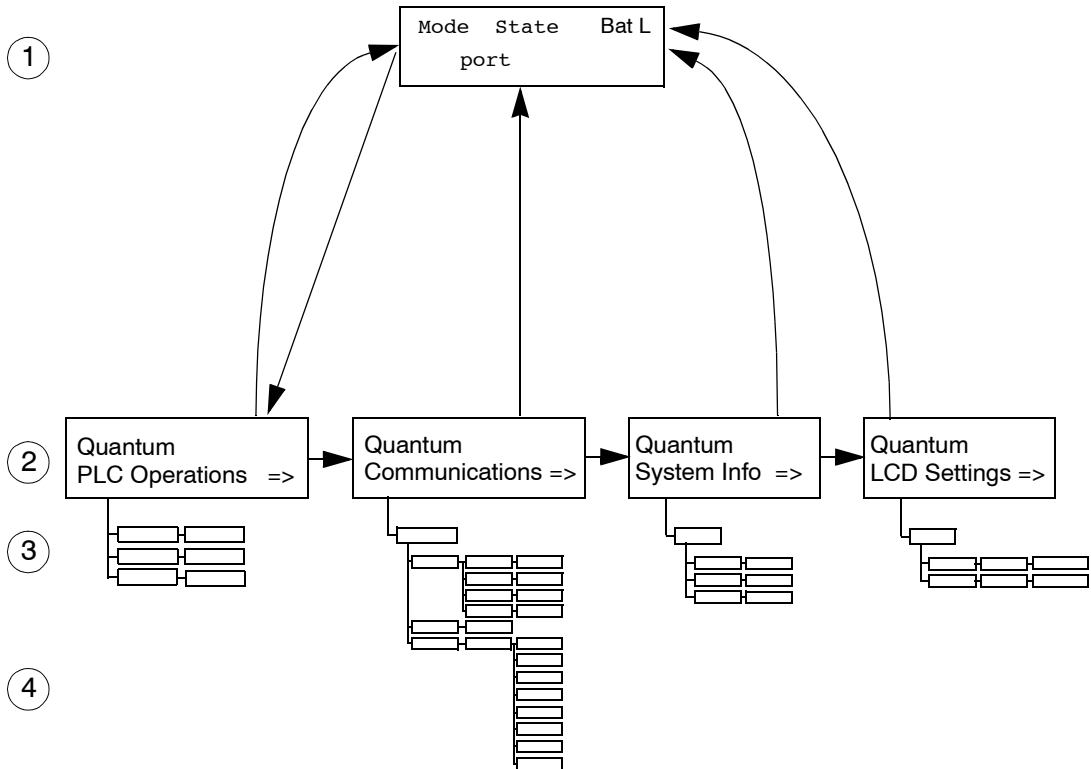 1
Mode State Bat L
port
2
Quantum
PLC Operations =>
Quantum
Communications =>
Quantum
System Info =>
Quantum
LCD Settings =>
3
4